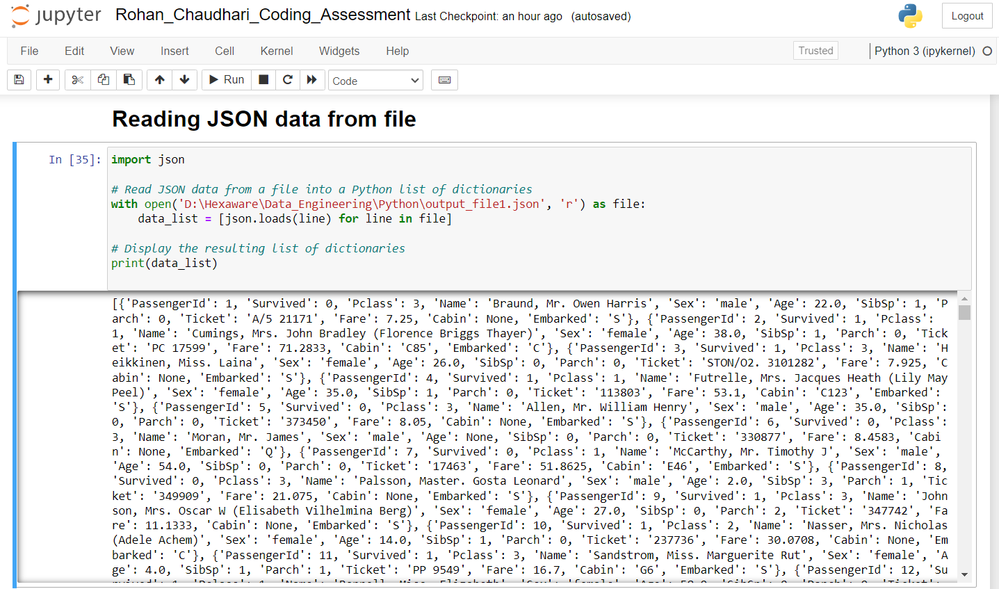 jupyter Rohan_Chaudhari_Coding_Assessment Last Checkpoint: an hour ago (autosaved) Logout
File Edit View Insert Cell Kernel Widgets Help Trusted Python 3 (ipykernel)
Run Code
Reading JSON data from file
In [35]: import json
# Read JSON data from a file into a Python list of dictionaries
with open('D:\Hexaware\Data_Engineering\Python\output_file1.json', 'r') as file:
    data_list = [json.loads(line) for line in file]
# Display the resulting list of dictionaries
print(data_list)
[{'PassengerId': 1, 'Survived': 0, 'Pclass': 3, 'Name': 'Braund, Mr. Owen Harris', 'Sex': 'male', 'Age': 22.0, 'SibSp': 1, 'P
arch': 0, 'Ticket': 'A/5 21171', 'Fare': 7.25, 'Cabin': None, 'Embarked': 'S'}, {'PassengerId': 2, 'Survived': 1, 'Pclass':
1, 'Name': 'Cumings, Mrs. John Bradley (Florence Briggs Thayer)', 'Sex': 'female', 'Age': 38.0, 'SibSp': 1, 'Parch': 0, 'Tick
et': 'PC 17599', 'Fare': 71.2833, 'Cabin': 'C85', 'Embarked': 'C'}, {'PassengerId': 3, 'Survived': 1, 'Pclass': 3, 'Name': 'H
eikkinen, Miss. Laina', 'Sex': 'female', 'Age': 26.0, 'SibSp': 0, 'Parch': 0, 'Ticket': 'STON/O2. 3101282', 'Fare': 7.925, 'C
abin': None, 'Embarked': 'S'}, {'PassengerId': 4, 'Survived': 1, 'Pclass': 1, 'Name': 'Futrelle, Mrs. Jacques Heath (Lily May
Peel)', 'Sex': 'female', 'Age': 35.0, 'SibSp': 1, 'Parch': 0, 'Ticket': '113803', 'Fare': 53.1, 'Cabin': 'C123', 'Embarked':
'S'}, {'PassengerId': 5, 'Survived': 0, 'Pclass': 3, 'Name': 'Allen, Mr. William Henry', 'Sex': 'male', 'Age': 35.0, 'SibSp':
0, 'Parch': 0, 'Ticket': '373450', 'Fare': 8.05, 'Cabin': None, 'Embarked': 'S'}, {'PassengerId': 6, 'Survived': 0, 'Pclass':
3, 'Name': 'Moran, Mr. James', 'Sex': 'male', 'Age': None, 'SibSp': 0, 'Parch': 0, 'Ticket': '330877', 'Fare': 8.4583, 'Cabi
n': None, 'Embarked': 'Q'}, {'PassengerId': 7, 'Survived': 0, 'Pclass': 1, 'Name': 'McCarthy, Mr. Timothy J', 'Sex': 'male',
'Age': 54.0, 'SibSp': 0, 'Parch': 0, 'Ticket': '17463', 'Fare': 51.8625, 'Cabin': 'E46', 'Embarked': 'S'}, {'PassengerId': 8,
'Survived': 0, 'Pclass': 3, 'Name': 'Palsson, Master. Gosta Leonard', 'Sex': 'male', 'Age': 2.0, 'SibSp': 3, 'Parch': 1, 'Tic
ket': '349909', 'Fare': 21.075, 'Cabin': None, 'Embarked': 'S'}, {'PassengerId': 9, 'Survived': 1, 'Pclass': 3, 'Name': 'John
son, Mrs. Oscar W (Elisabeth Vilhelmina Berg)', 'Sex': 'female', 'Age': 27.0, 'SibSp': 0, 'Parch': 2, 'Ticket': '347742', 'Fa
re': 11.1333, 'Cabin': None, 'Embarked': 'S'}, {'PassengerId': 10, 'Survived': 1, 'Pclass': 2, 'Name': 'Nasser, Mrs. Nicholas
(Adele Achem)', 'Sex': 'female', 'Age': 14.0, 'SibSp': 1, 'Parch': 0, 'Ticket': '237736', 'Fare': 30.0708, 'Cabin': None, 'Em
barked': 'C'}, {'PassengerId': 11, 'Survived': 1, 'Pclass': 3, 'Name': 'Sandstrom, Miss. Marguerite Rut', 'Sex': 'female', 'A
ge': 4.0, 'SibSp': 1, 'Parch': 1, 'Ticket': 'PP 9549', 'Fare': 16.7, 'Cabin': 'G6', 'Embarked': 'S'}, {'PassengerId': 12, 'Su